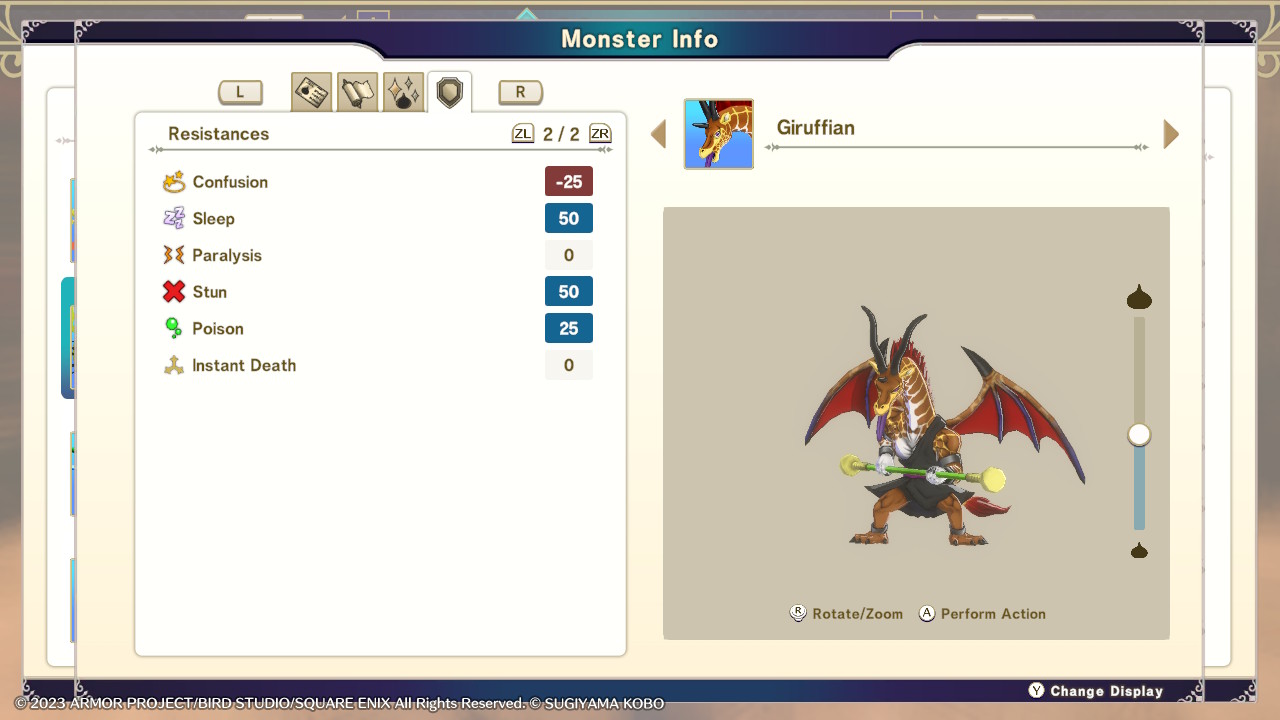 Monster Info
L
R
Resistances
ZL 2 / 2 ZR
Giruffian
Confusion -25
Sleep 50
Paralysis 0
Stun 50
Poison 25
Instant Death 0
R Rotate/Zoom A Perform Action
Y Change Display
© 2023 ARMOR PROJECT/BIRD STUDIO/SQUARE ENIX All Rights Reserved. © SUGIYAMA KOBO